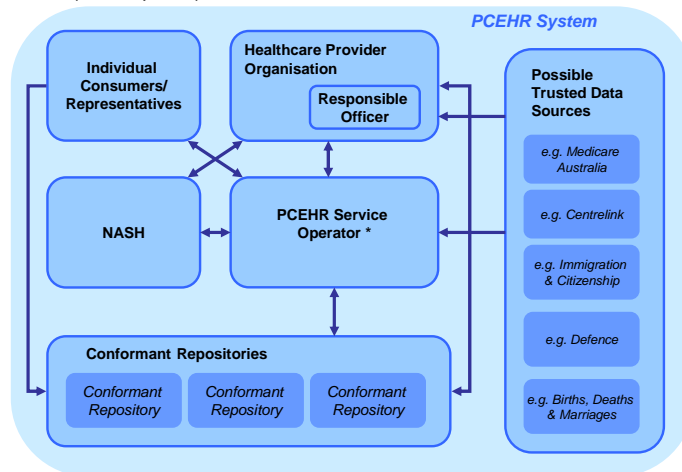 PCEHR System
Individual
Consumers/
Representatives
Healthcare Provider
Organisation
Responsible
Officer
Possible
Trusted Data
Sources
e.g. Medicare
Australia
e.g. Centrelink
e.g. Immigration
& Citizenship
e.g. Defence
e.g. Births, Deaths
& Marriages
NASH
PCEHR Service
Operator *
Conformant Repositories
Conformant
Repository
Conformant
Repository
Conformant
Repository